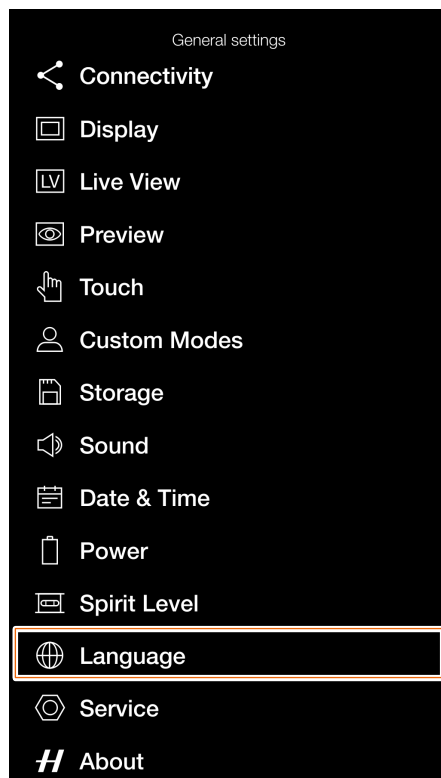 General settings
Connectivity
Display
LV Live View
Preview
Touch
Custom Modes
Storage
Sound
Date & Time
Power
Spirit Level
Language
Service
H About